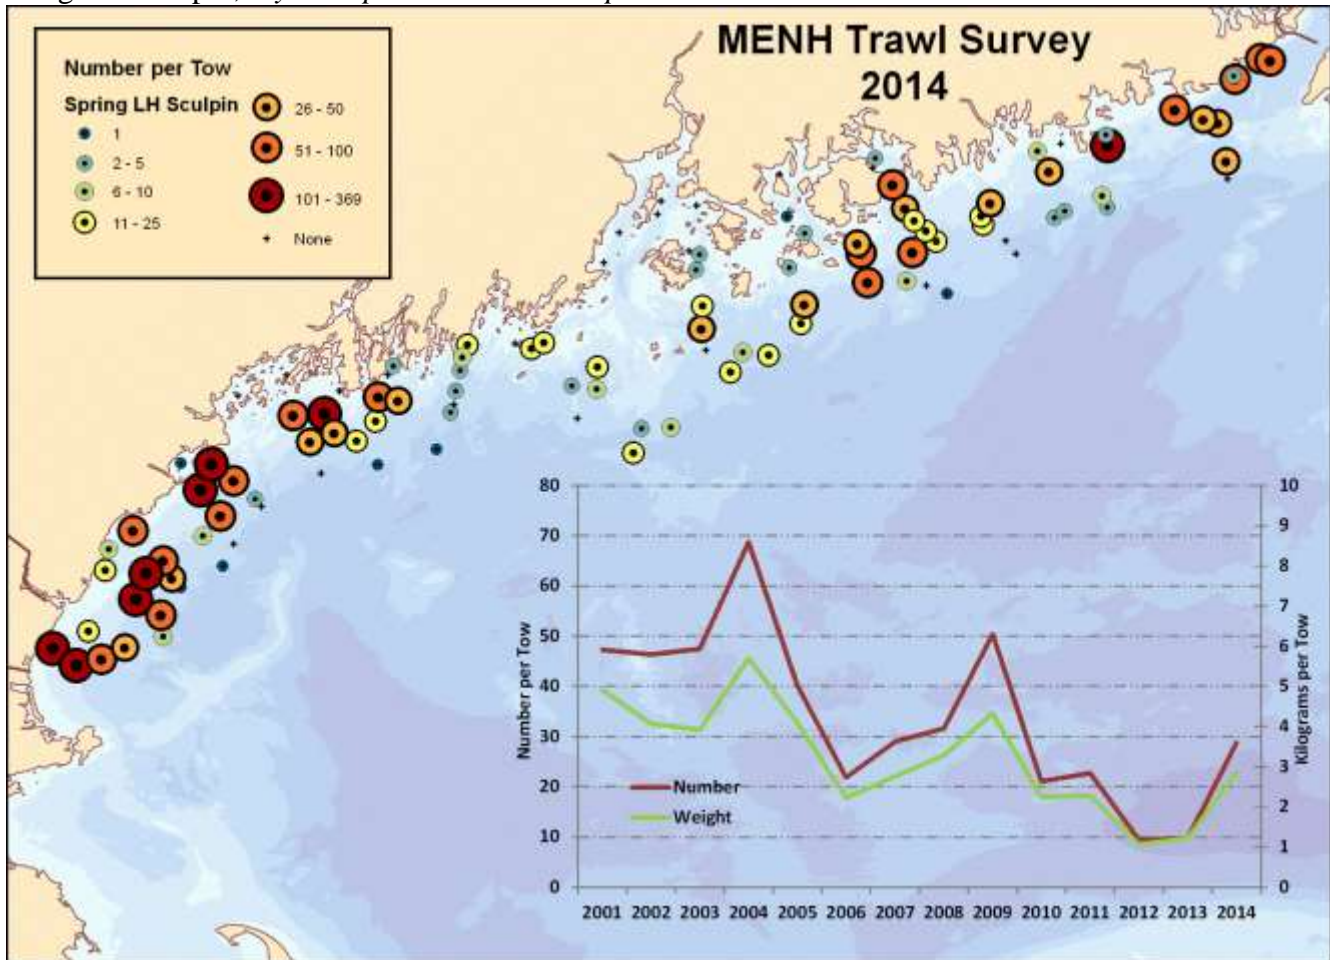 MENH Trawl Survey
2014
Number per Tow
Spring LH Sculpin
1
2 - 5
6 - 10
11 - 25
26 - 50
51 - 100
101 - 369
None
80
70
60
50
40
30
20
10
0
Number per Tow
10
9
8
7
6
5
4
3
2
1
0
Kilograms per Tow
Number
Weight
2001 2002 2003 2004 2005 2006 2007 2008 2009 2010 2011 2012 2013 2014